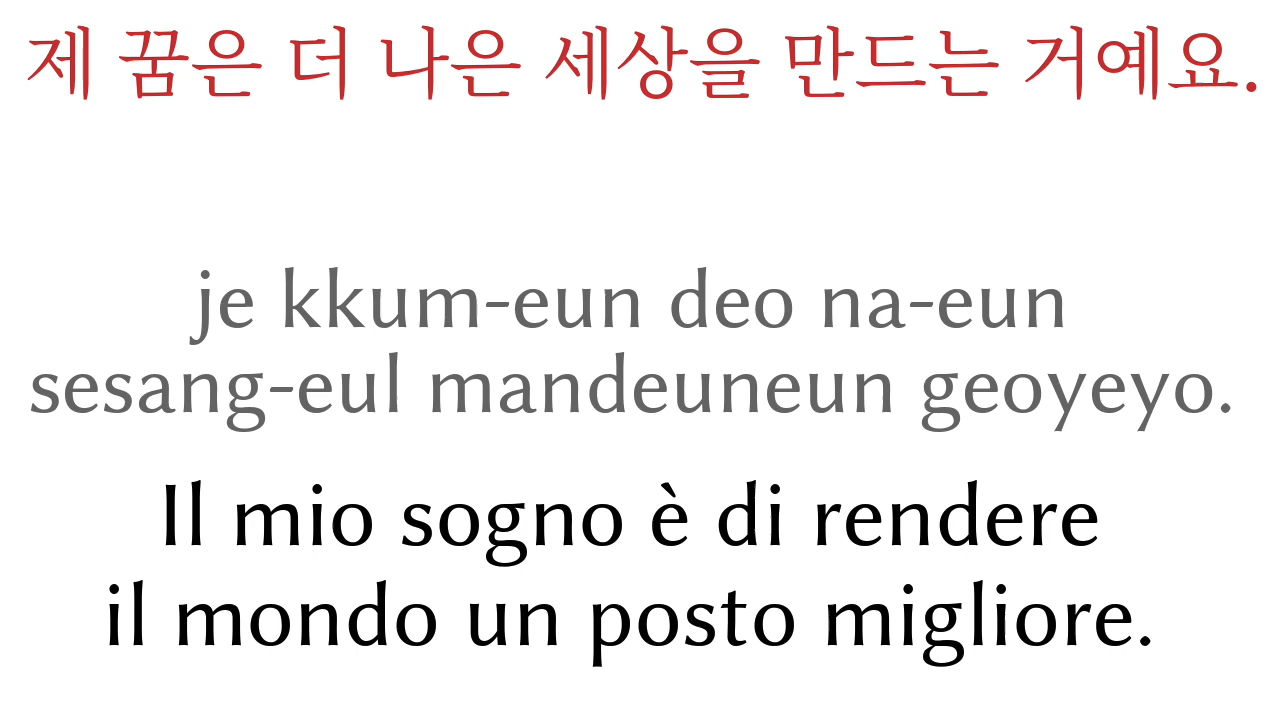 제 꿈은 더 나은 세상을 만드는 거예요.
je kkum-eun deo na-eun
sesang-eul mandeuneun geoyeyo.
Il mio sogno è di rendere
il mondo un posto migliore.